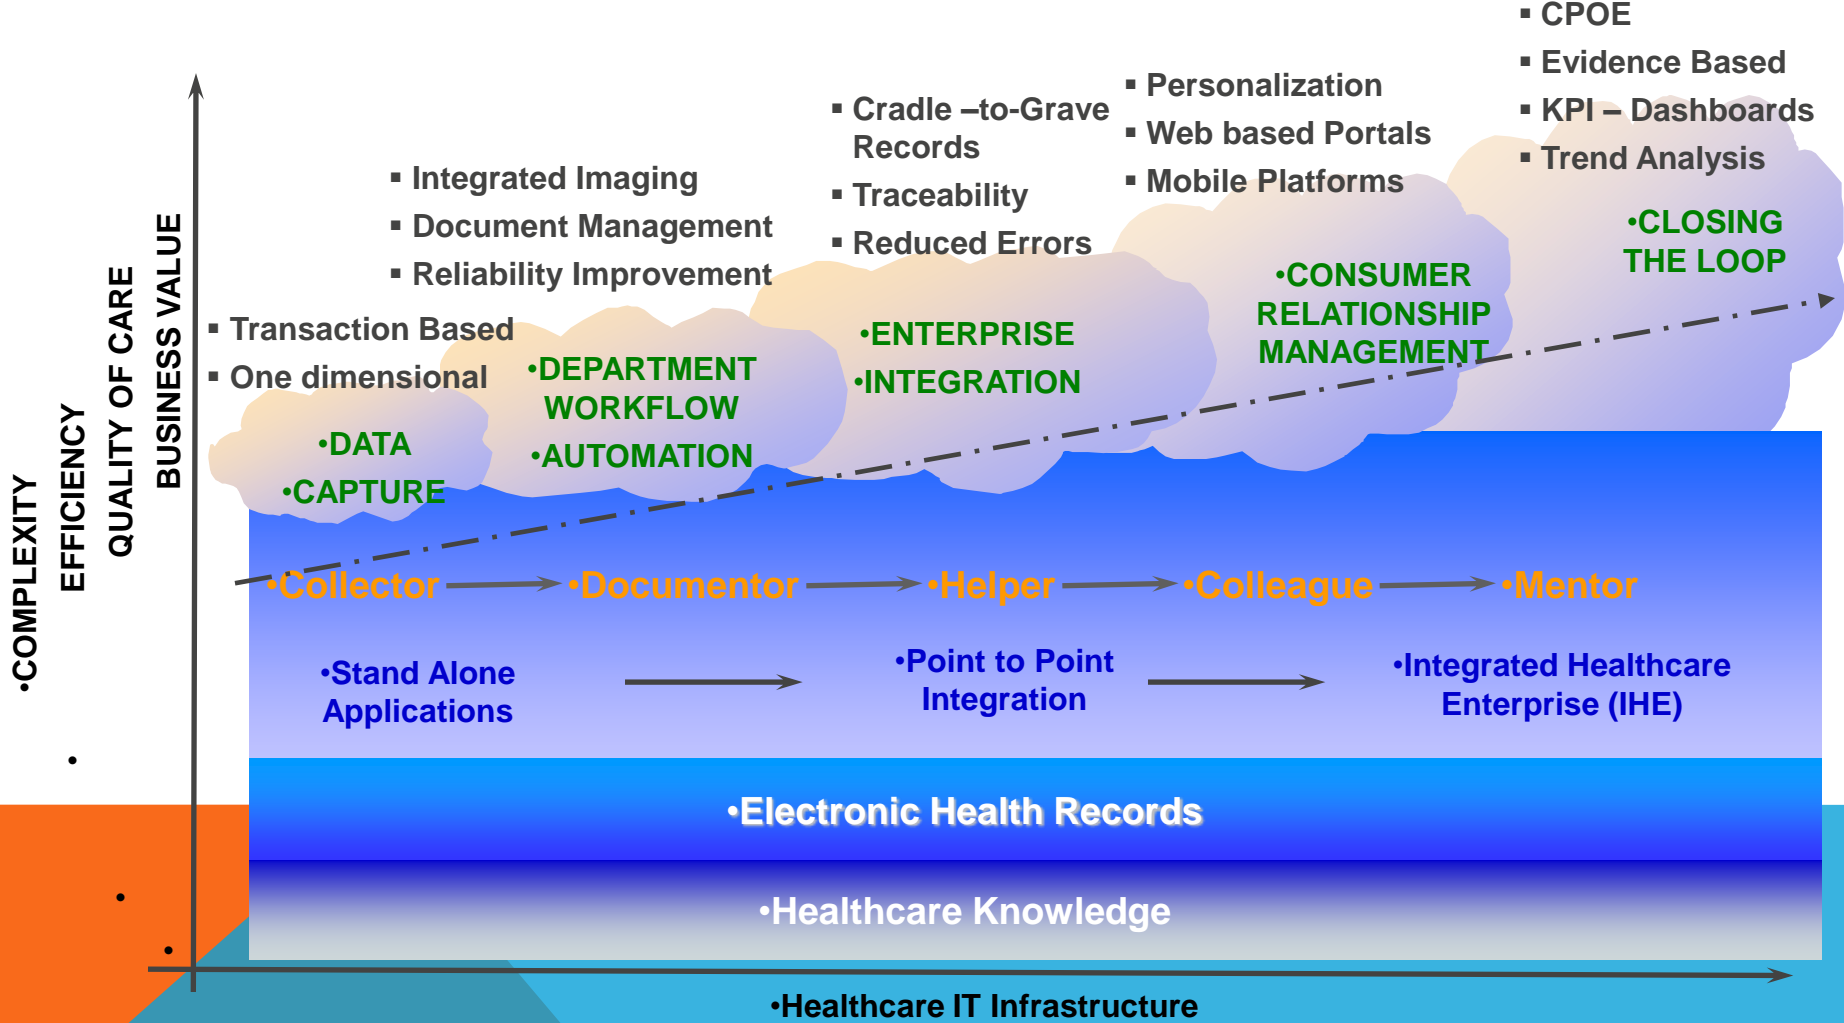 ▪ CPOE
▪ Evidence Based
▪ KPI – Dashboards
▪ Trend Analysis
▪ Personalization
▪ Web based Portals
▪ Mobile Platforms
▪ Cradle –to-Grave
Records
▪ Traceability
▪ Reduced Errors
▪ Integrated Imaging
▪ Document Management
▪ Reliability Improvement
▪ Transaction Based
▪ One dimensional
•COMPLEXITY
EFFICIENCY
QUALITY OF CARE
BUSINESS VALUE
•DATA
•CAPTURE
•DEPARTMENT
WORKFLOW
•AUTOMATION
•ENTERPRISE
•INTEGRATION
•CONSUMER
RELATIONSHIP
MANAGEMENT
•CLOSING
THE LOOP
•Collector
•Documentor
•Helper
•Colleague
•Mentor
•Stand Alone
Applications
•Point to Point
Integration
•Integrated Healthcare
Enterprise (IHE)
•Electronic Health Records
•Healthcare Knowledge
•Healthcare IT Infrastructure